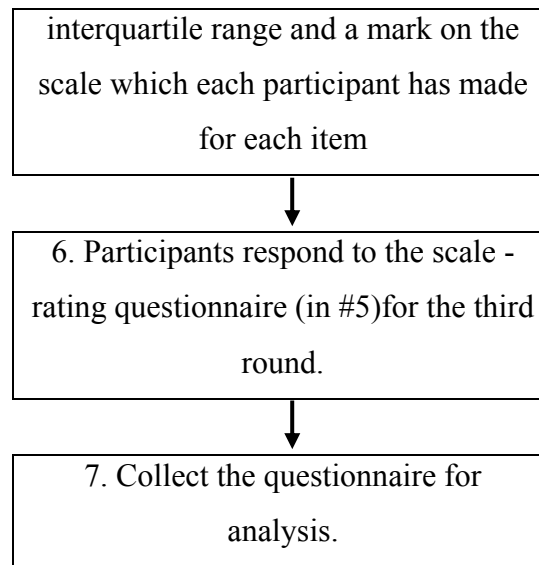 interquartile range and a mark on the
scale which each participant has made
for each item
6. Participants respond to the scale -
rating questionnaire (in #5)for the third
round.
7. Collect the questionnaire for
analysis.